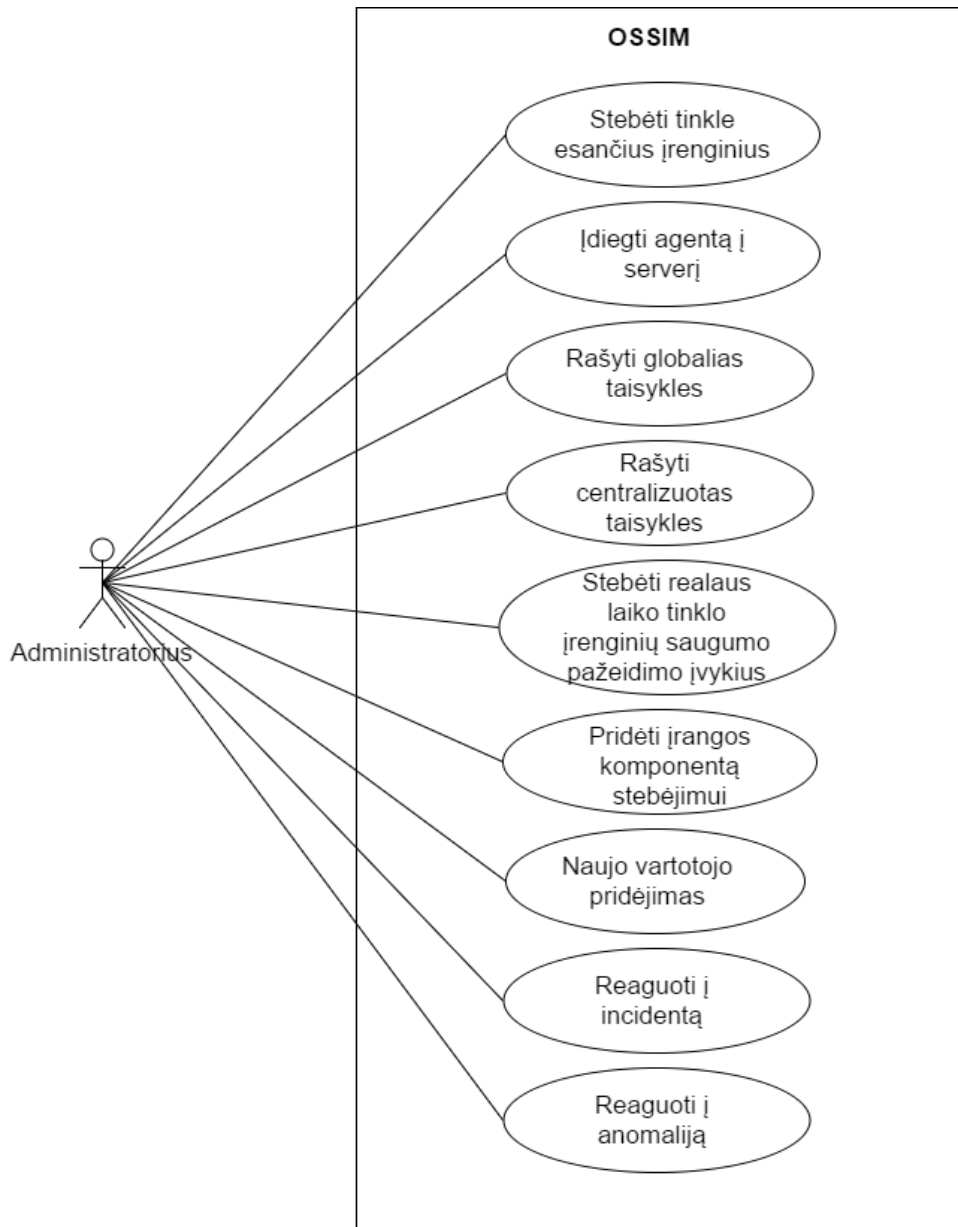 OSSIM
Stebėti tinkle
esančius įrenginius
Įdiegti agentą į
serverį
Rašyti globalias
taisykles
Rašyti
centralizuotas
taisykles
Stebėti realaus
laiko tinklo
įrenginių saugumo
pažeidimo įvykius
Administratorius
Pridėti įrangos
komponentą
stebėjimui
Naujo vartotojo
pridėjimas
Reaguoti į
incidentą
Reaguoti į
anomaliją